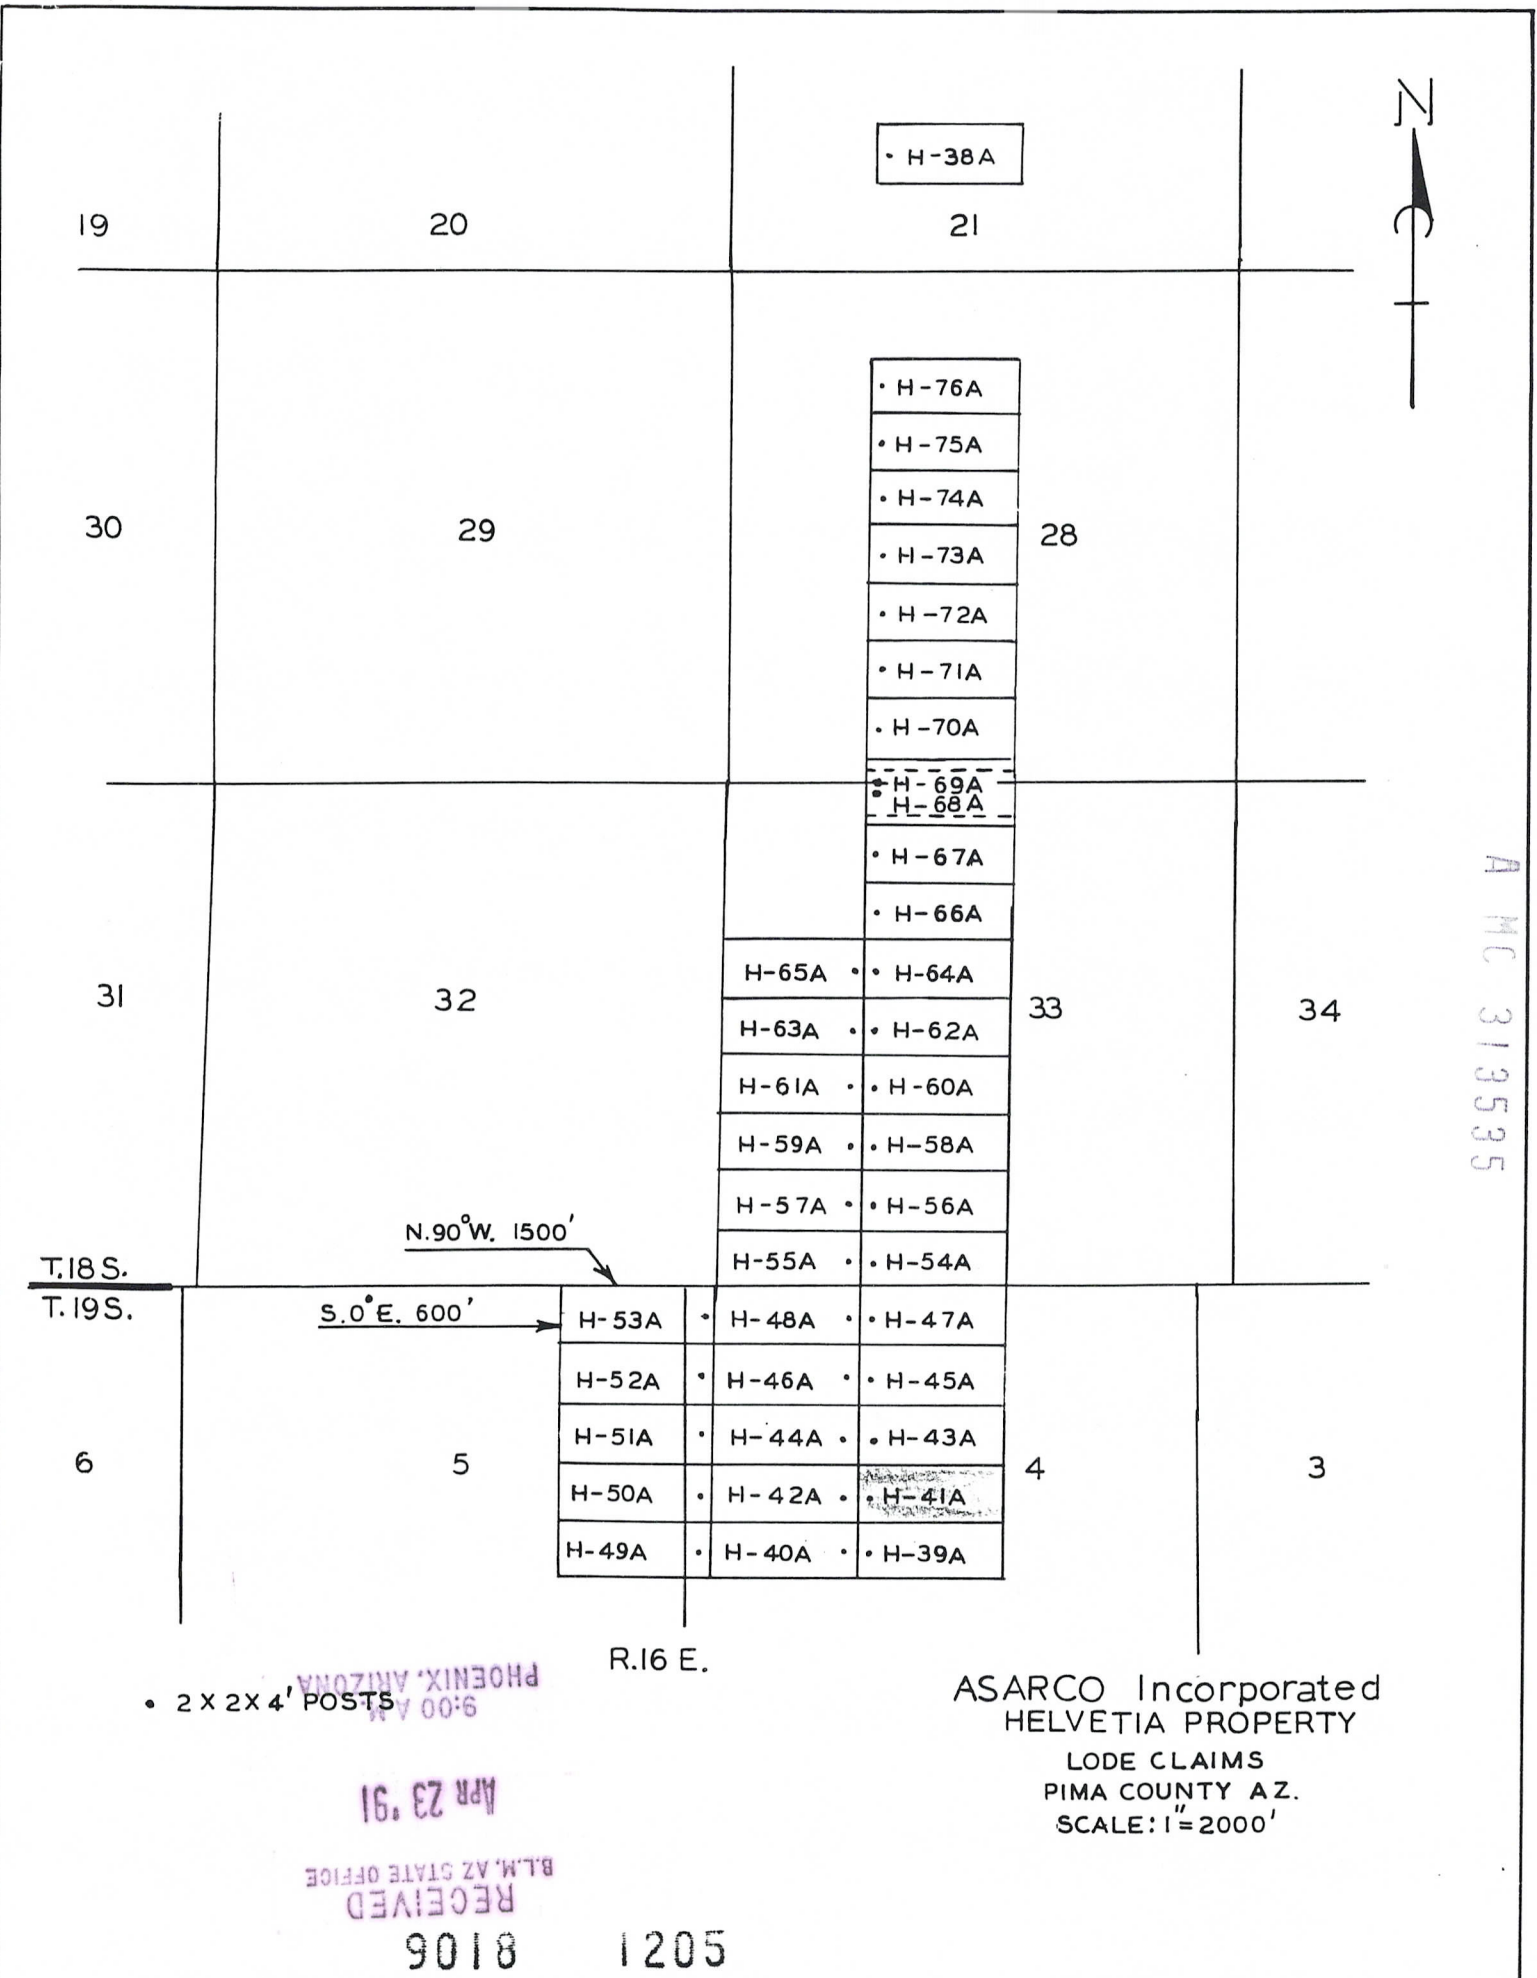 N
• H-38A
19
20
21
• H-76A
• H-75A
• H-74A
30
29
28
• H-73A
• H-72A
• H-71A
• H-70A
• H-69A
• H-68A
• H-67A
• H-66A
31
32
33
34
H-65A • • H-64A
H-63A • • H-62A
H-61A • • H-60A
H-59A • • H-58A
H-57A • • H-56A
H-55A • • H-54A
N.90°W. 1500'
T.18S.
T.19S.
S.0°E. 600'
H-53A • H-48A • • H-47A
H-52A • H-46A • • H-45A
H-51A • H-44A • • H-43A
6
5
4
3
H-50A • H-42A • • H-41A
H-49A • H-40A • • H-39A
R.16 E.
• 2 X 2 X 4' POSTS
ASARCO Incorporated
HELVETIA PROPERTY
LODE CLAIMS
PIMA COUNTY AZ.
SCALE: 1"=2000'
RECEIVED
B.L.M. AZ STATE OFFICE
APR 23 '91
9:00 A.M.
PHOENIX, ARIZONA
9018 1205
A MC 313535